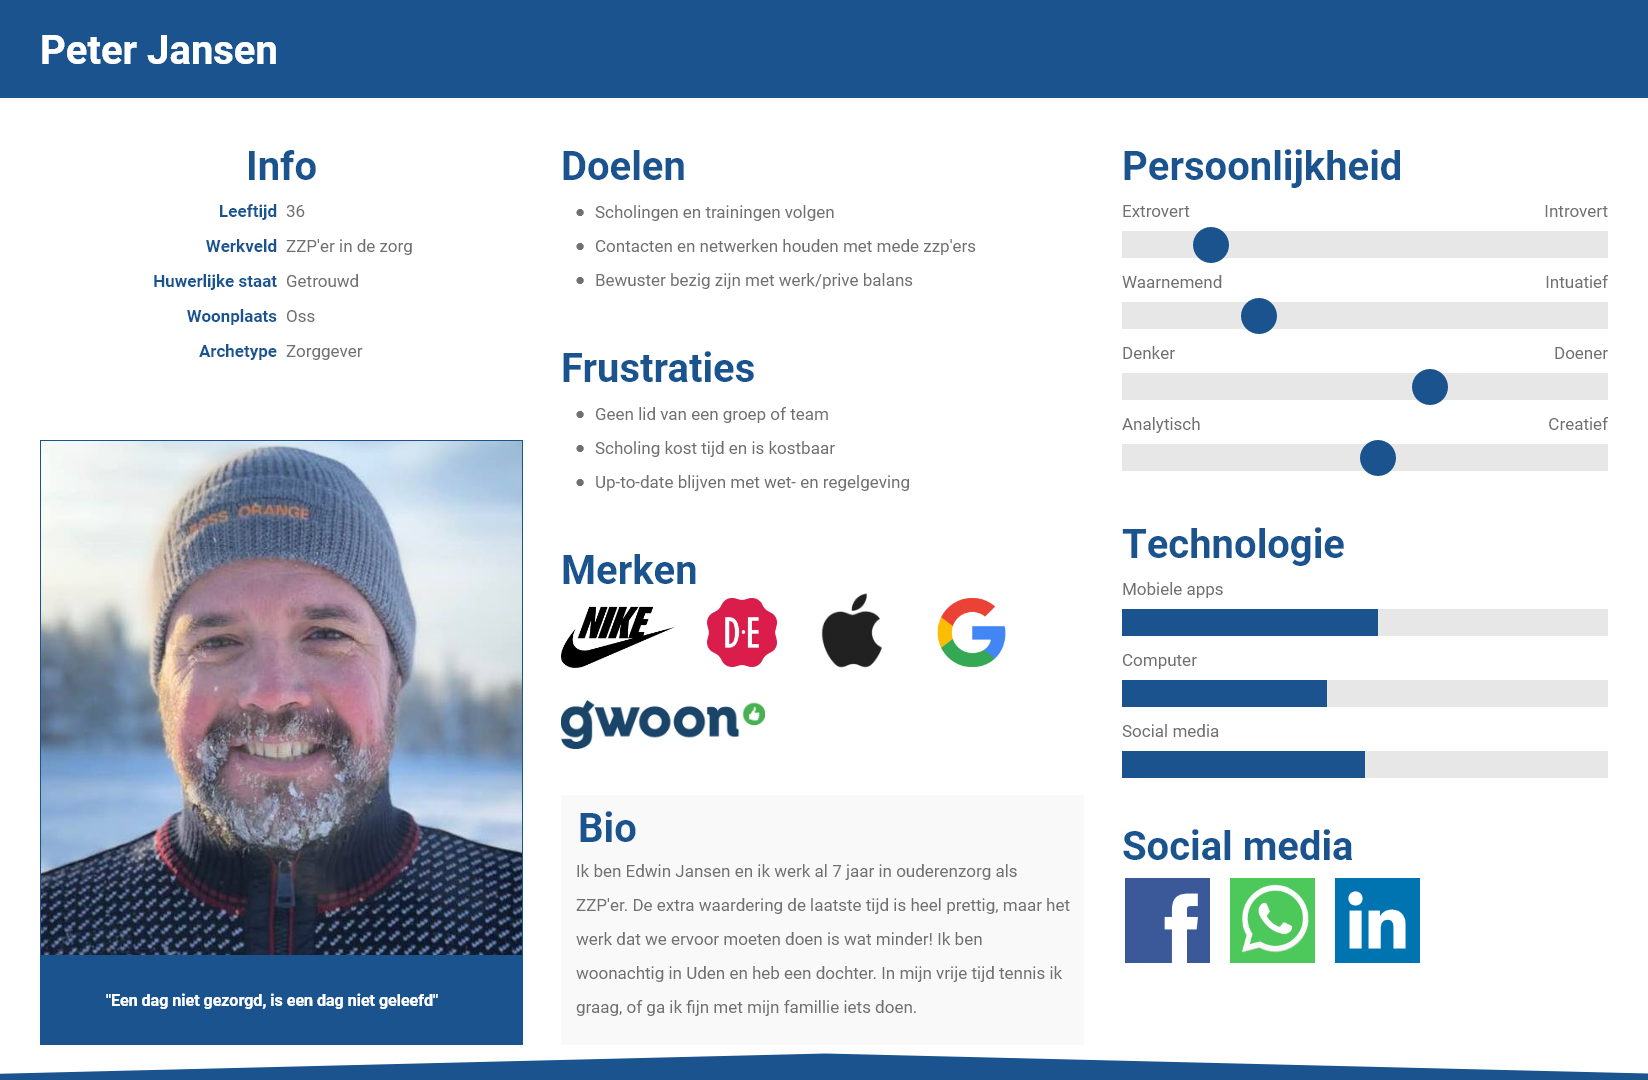 Peter Jansen
Info
Leeftijd 36
Werkveld ZZP'er in de zorg
Huwerlijke staat Getrouwd
Woonplaats Oss
Archetype Zorggever
BOSS ORANGE
"Een dag niet gezorgd, is een dag niet geleefd"
Doelen
Scholingen en trainingen volgen
Contacten en netwerken houden met mede zzp'ers
Bewuster bezig zijn met werk/prive balans
Frustraties
Geen lid van een groep of team
Scholing kost tijd en is kostbaar
Up-to-date blijven met wet- en regelgeving
Merken
NIKE
D·E
G
gwoon
Bio
Ik ben Edwin Jansen en ik werk al 7 jaar in ouderenzorg als
ZZP'er. De extra waardering de laatste tijd is heel prettig, maar het
werk dat we ervoor moeten doen is wat minder! Ik ben
woonachtig in Uden en heb een dochter. In mijn vrije tijd tennis ik
graag, of ga ik fijn met mijn famillie iets doen.
Persoonlijkheid
Extrovert Introvert
Waarnemend Intuatief
Denker Doener
Analytisch Creatief
Technologie
Mobiele apps
Computer
Social media
Social media
f
in